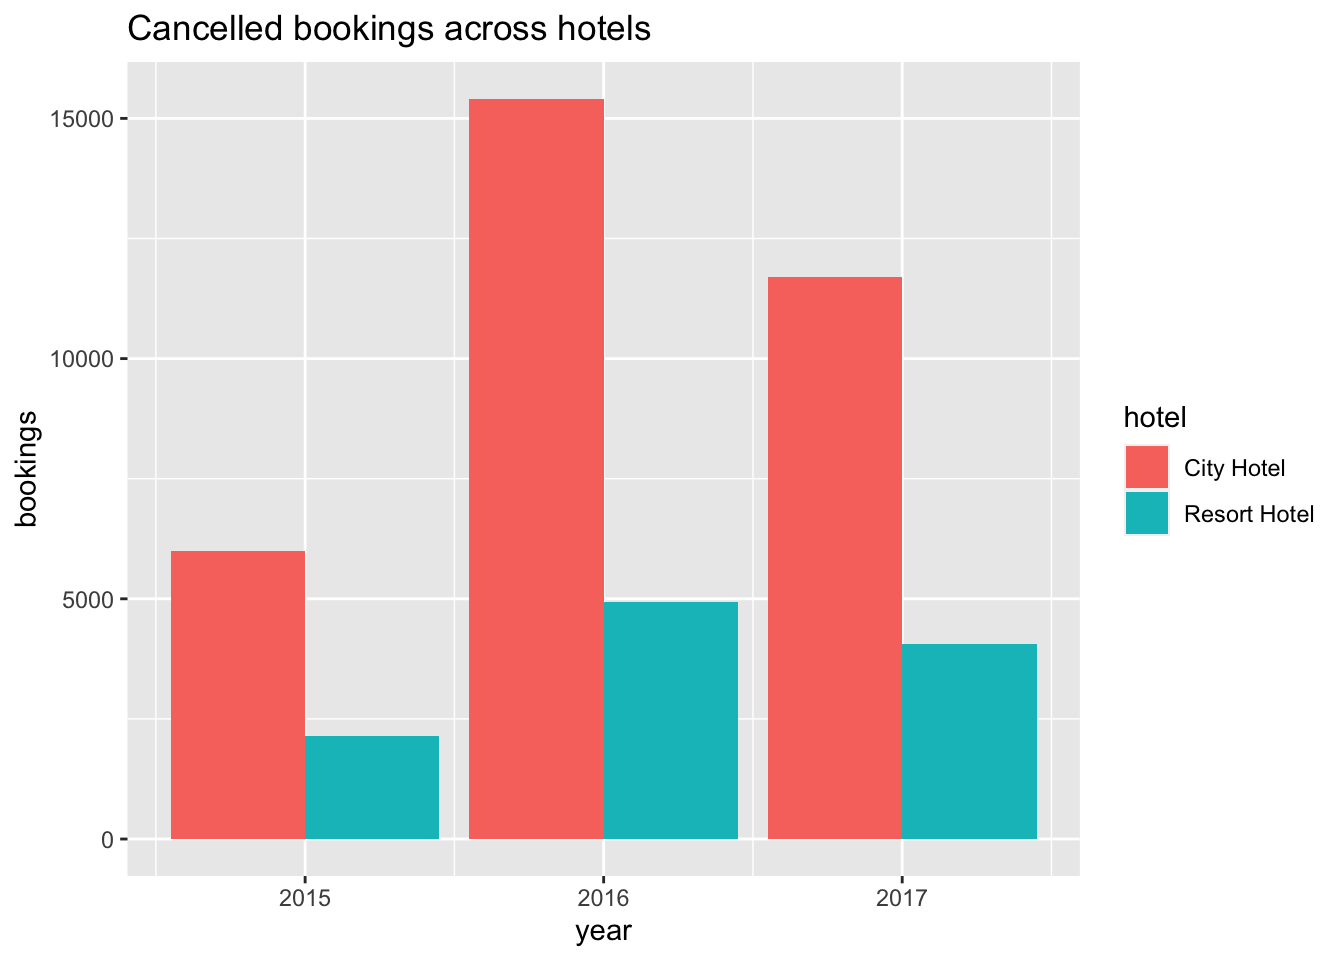 Cancelled bookings across hotels
15000
10000
5000
0
bookings
2015 2016 2017
year
hotel
City Hotel
Resort Hotel